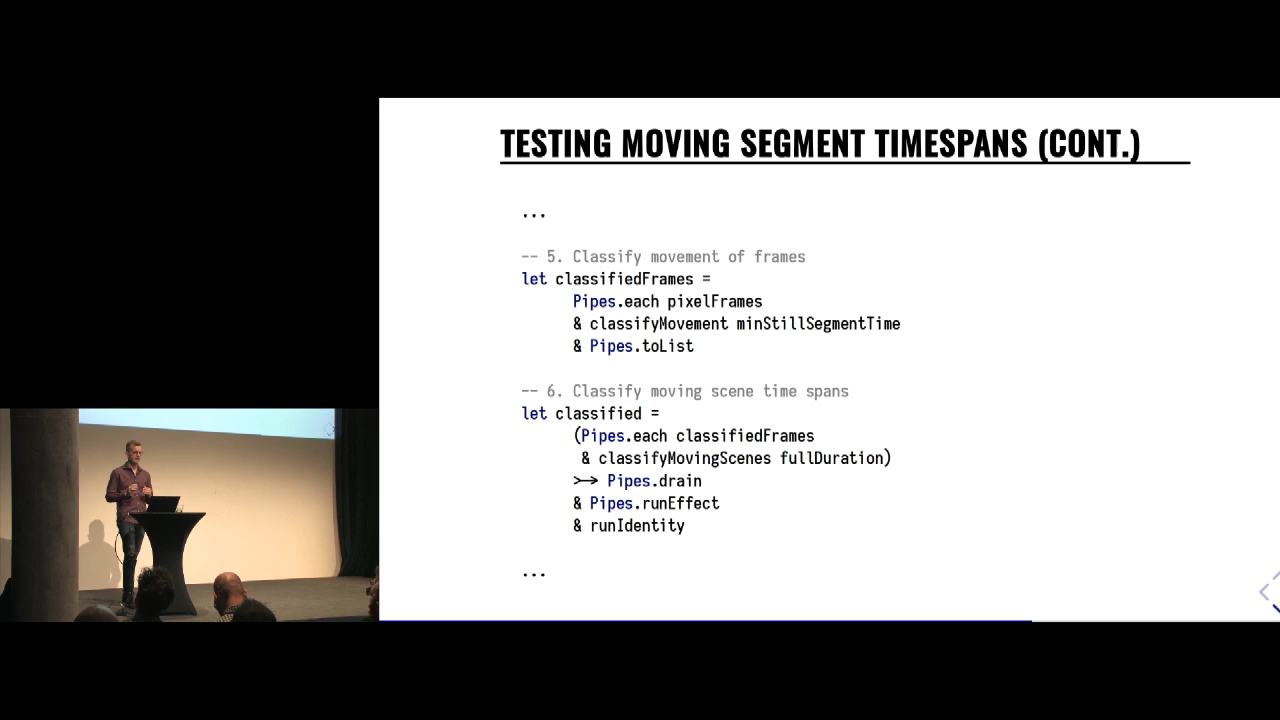 TESTING MOVING SEGMENT TIMESPANS (CONT.)
...
-- 5. Classify movement of frames
let classifiedFrames =
Pipes.each pixelFrames
& classifyMovement minStillSegmentTime
& Pipes.toList
-- 6. Classify moving scene time spans
let classified =
(Pipes.each classifiedFrames
& classifyMovingScenes fullDuration)
>-> Pipes.drain
& Pipes.runEffect
& runIdentity
...